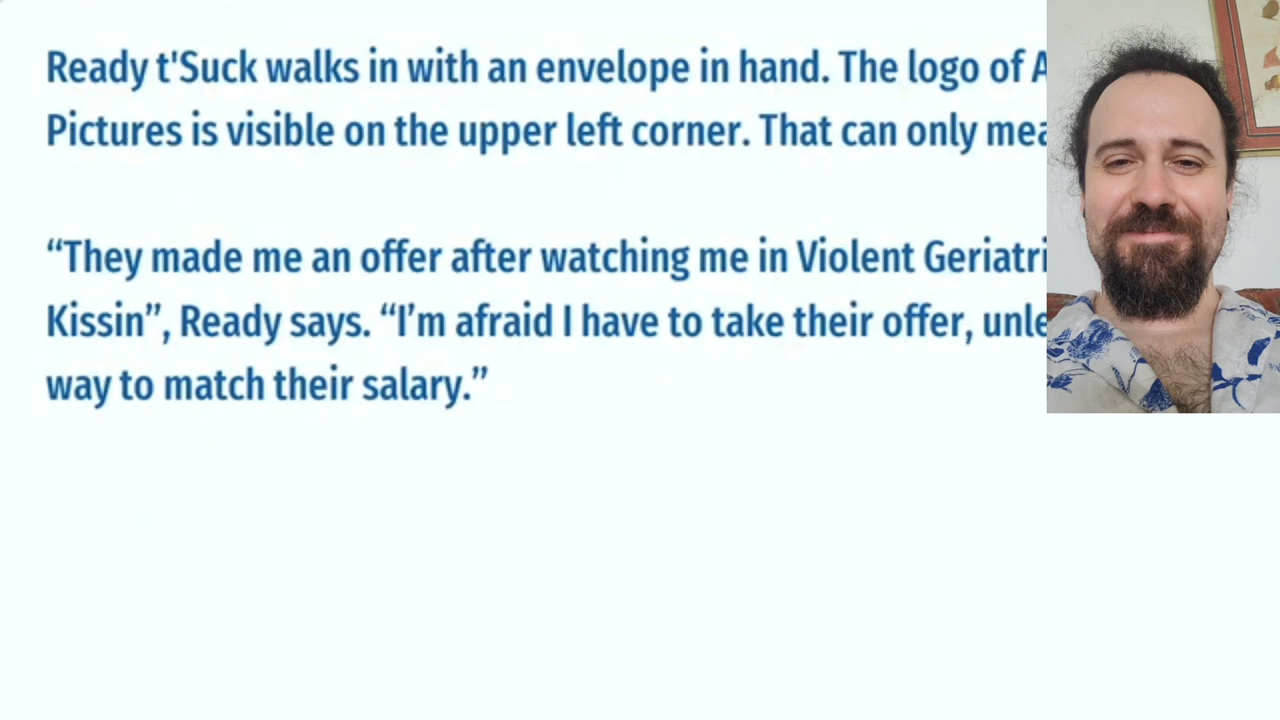 Ready t'Suck walks in with an envelope in hand. The logo of
Pictures is visible on the upper left corner. That can only
“They made me an offer after watching me in Violent
Kissin”, Ready says. “I’m afraid I have to take their offer,
way to match their salary.”